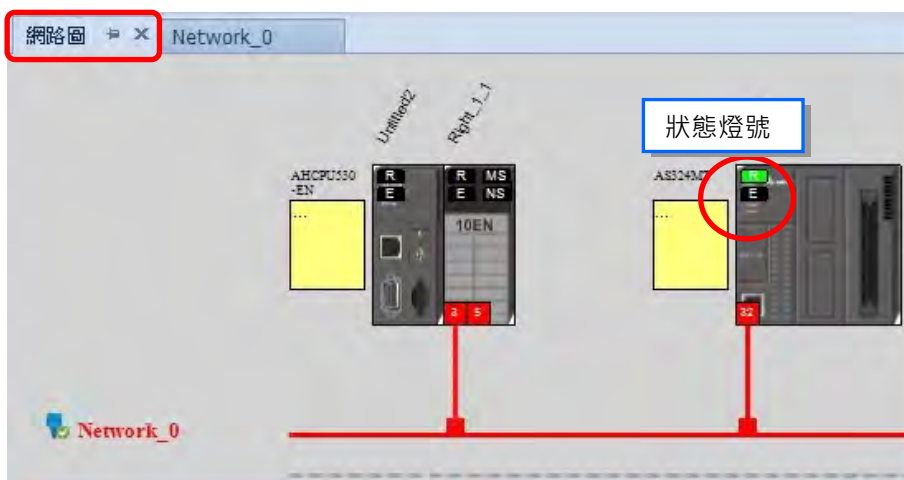 網路圖
Network_0
Untitled2
Right_1_1
狀態燈號
AHCPU530
-EN
...
R
E
R MS
E NS
10EN
3 5
AS324MT
...
R
E
32
Network_0